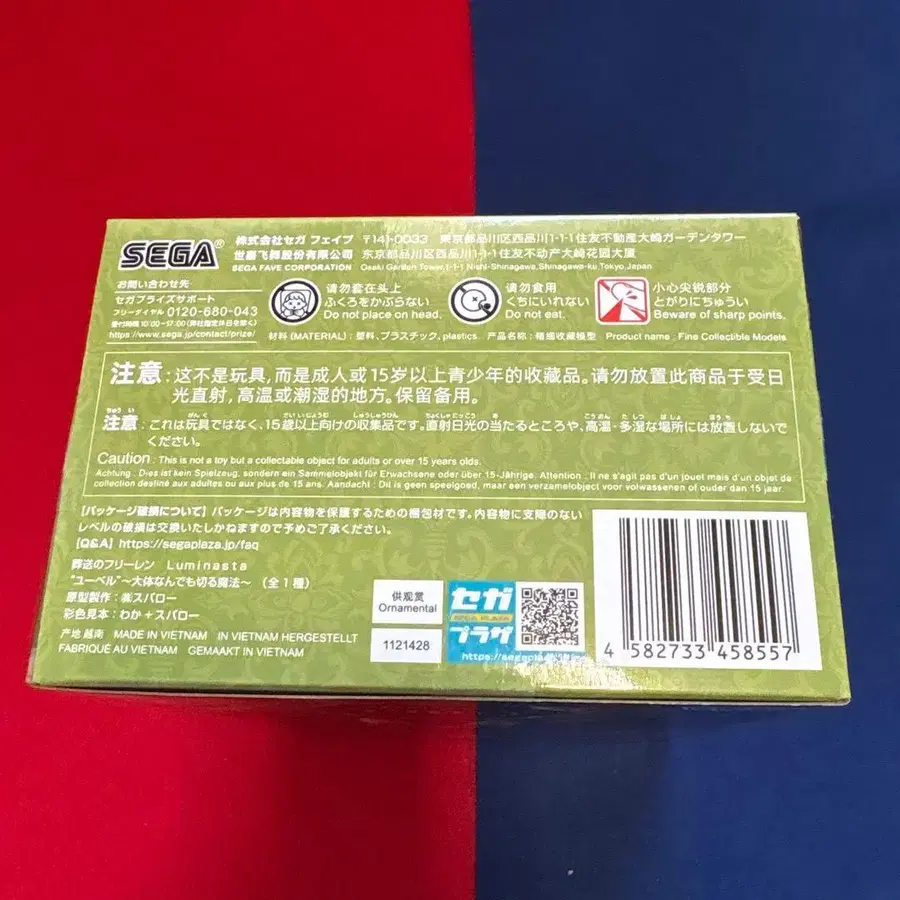 SEGA®
株式会社セガ フェイブ 〒141-0033 東京都品川区西品川1-1-1住友不動産大崎ガーデンタワー
世嘉飞舞股份有限公司 东京都品川区西品川1-1-1住友不动产大崎花园大厦
SEGA FAVE CORPORATION Osaki Garden Tower,1-1-1 Nishi-Shinagawa,Shinagawa-ku Tokyo,Japan
お問い合わせ先
セガプライズサポート
フリーダイヤル 0120-680-043
受付時間 10:00~17:00(弊社指定休日を除く)
https://www.sega.jp/contact/prize/
请勿套在头上
ふくろをかぶらない
Do not place on head.
请勿食用
くちにいれない
Do not eat.
小心尖锐部分
とがりにちゅうい
Beware of sharp points.
材料 (MATERIAL) : 塑料、プラスチック、plastics 产品名称 : 精细收藏模型 Product name : Fine Collectible Models
注意 : 这不是玩具,而是成人或15岁以上青少年的收藏品。请勿放置此商品于受日
光直射,高温或潮湿的地方。保留备用。
注意 : これは玩具ではなく、15歳以上向けの収集品です。直射日光の当たるところや、高温・多湿な場所には放置しないで
ください。
Caution : This is not a toy but a collectable object for adults or over 15 years olds.
Achtung : Dies ist kein Spielzeug, sondern ein Sammelobjekt für Erwachsene oder über 15-Jährige. Attention : Il ne s'agit pas d'un jouet mais d'un objet de
collection destiné aux adultes ou aux plus de 15 ans. Aandacht : Dit is geen speelgoed, maar een verzamelobject voor volwassenen of ouder dan 15 jaar.
【パッケージ破損について】パッケージは内容物を保護するための梱包材です。内容物に支障のない
レベルの破損は交換いたしかねますので予めご了承ください。
【Q&A】https://segaplaza.jp/faq
葬送のフリーレン Luminasta
“ユーベル”~大体なんでも切る魔法~ (全1種)
原型製作 : ㈱スパロー
彩色見本 : わか+スパロー
产地 越南 MADE IN VIETNAM IN VIETNAM HERGESTELLT
FABRIQUÉ AU VIETNAM GEMAAKT IN VIETNAM
供观赏
Ornamental
1121428
セガ
SEGA PLAZA
プラザ
https://segaplaza.jp
4 582733 458557